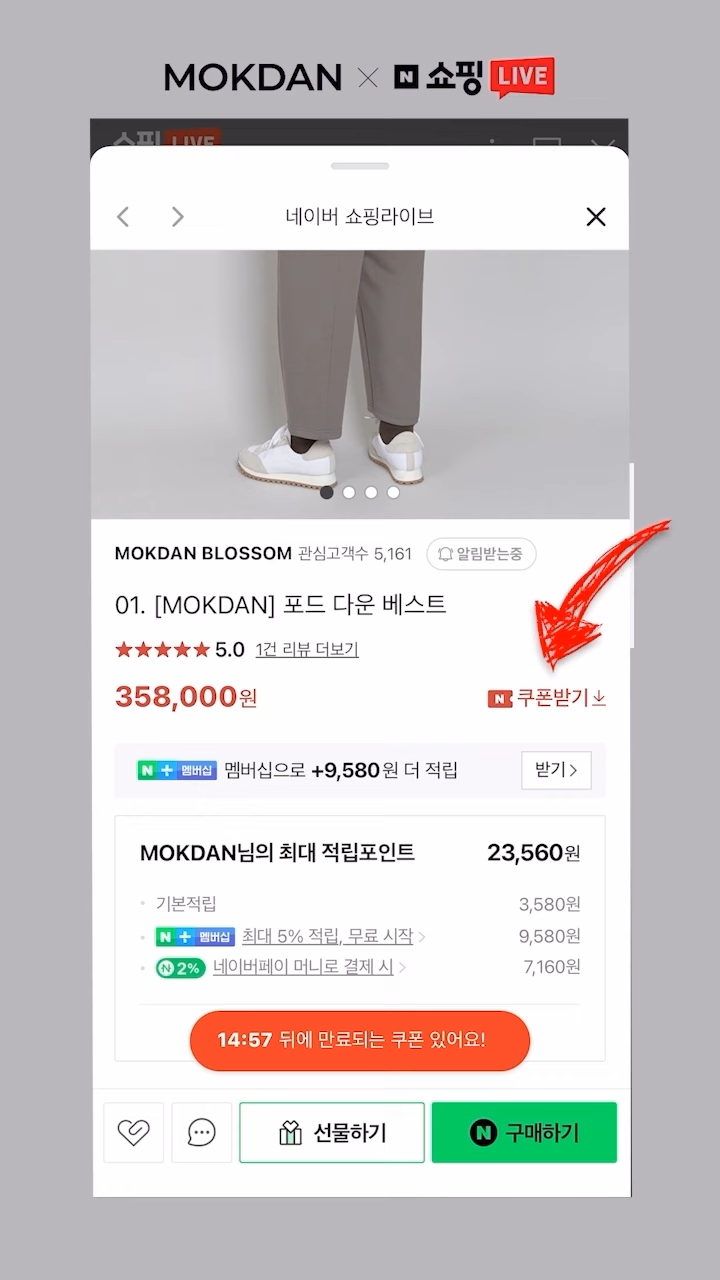 MOKDAN × N 쇼핑 LIVE
쇼핑 LIVE
네이버 쇼핑라이브
MOKDAN BLOSSOM 관심고객수 5,161 알림받는중
01. [MOKDAN] 포드 다운 베스트
★★★★★ 5.0 1건 리뷰 더보기
358,000원 N 쿠폰받기
N + 멤버십 멤버십으로 +9,580원 더 적립 받기 >
MOKDAN님의 최대 적립포인트 23,560원
• 기본적립 3,580원
• N + 멤버십 최대 5% 적립, 무료 시작 > 9,580원
• N 2% 네이버페이 머니로 결제 시 > 7,160원
14:57 뒤에 만료되는 쿠폰 있어요!
선물하기 N 구매하기